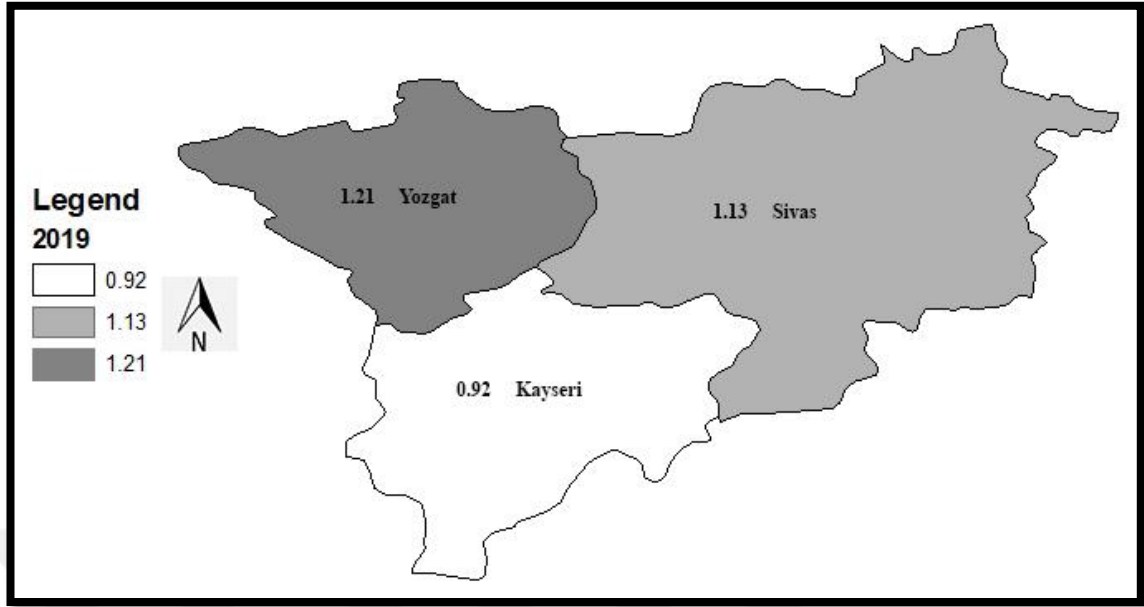 Legend
2019
0.92
1.13
1.21
N
1.21 Yozgat
1.13 Sivas
0.92 Kayseri